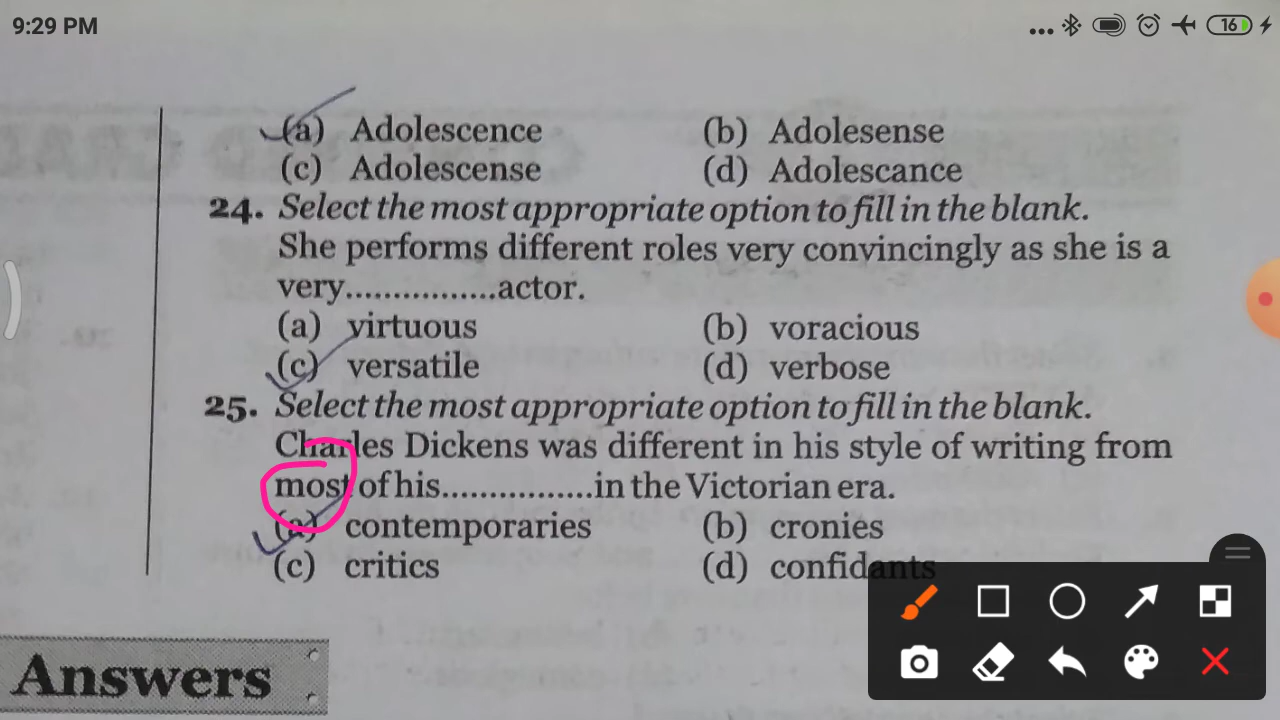 9:29 PM
16
(a) Adolescence (b) Adolesense
(c) Adolescense (d) Adolescance
24. Select the most appropriate option to fill in the blank.
She performs different roles very convincingly as she is a
very...............actor.
(a) virtuous (b) voracious
(c) versatile (d) verbose
25. Select the most appropriate option to fill in the blank.
Charles Dickens was different in his style of writing from
most of his...............in the Victorian era.
(a) contemporaries (b) cronies
(c) critics (d) confidants
Answers